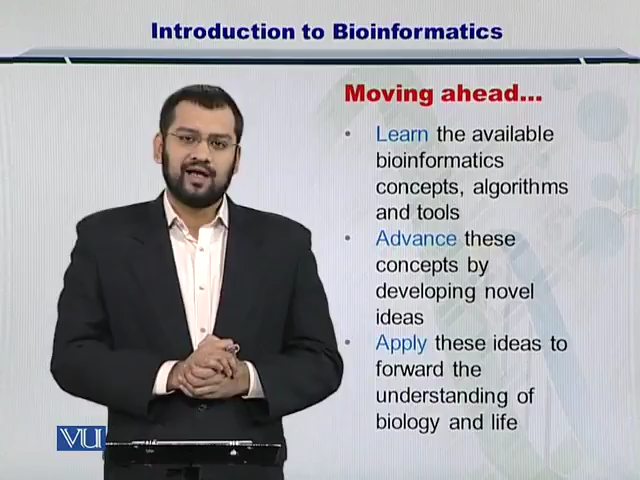 Introduction to Bioinformatics
Moving ahead...
• Learn the available
bioinformatics
concepts, algorithms
and tools
• Advance these
concepts by
developing novel
ideas
• Apply these ideas to
forward the
understanding of
biology and life
VU